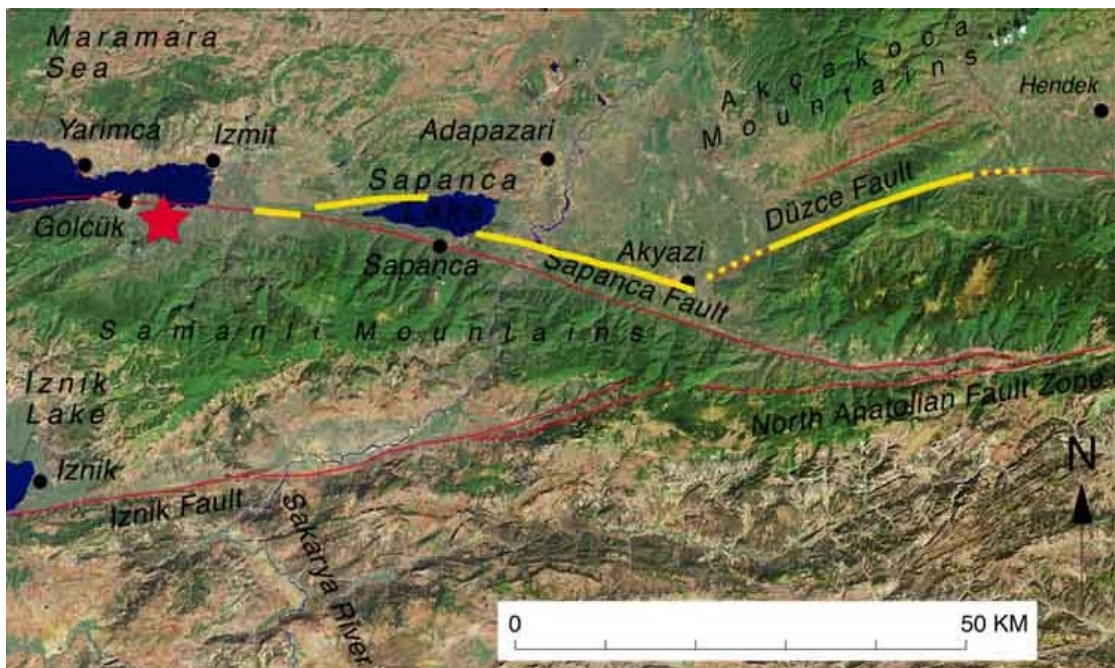 Maramara
Sea
Yarimca
Izmit
Adapazari
Akçakoca
Mountains
Hendek
Golcük
Sapanca
Lake
Düzce Fault
Sapanca
Akyazi
Sapanca Fault
Samanli Mountains
Iznik
Lake
North Anatolian Fault Zone
Iznik
Iznik Fault
Sakarya River
N
0
50 KM